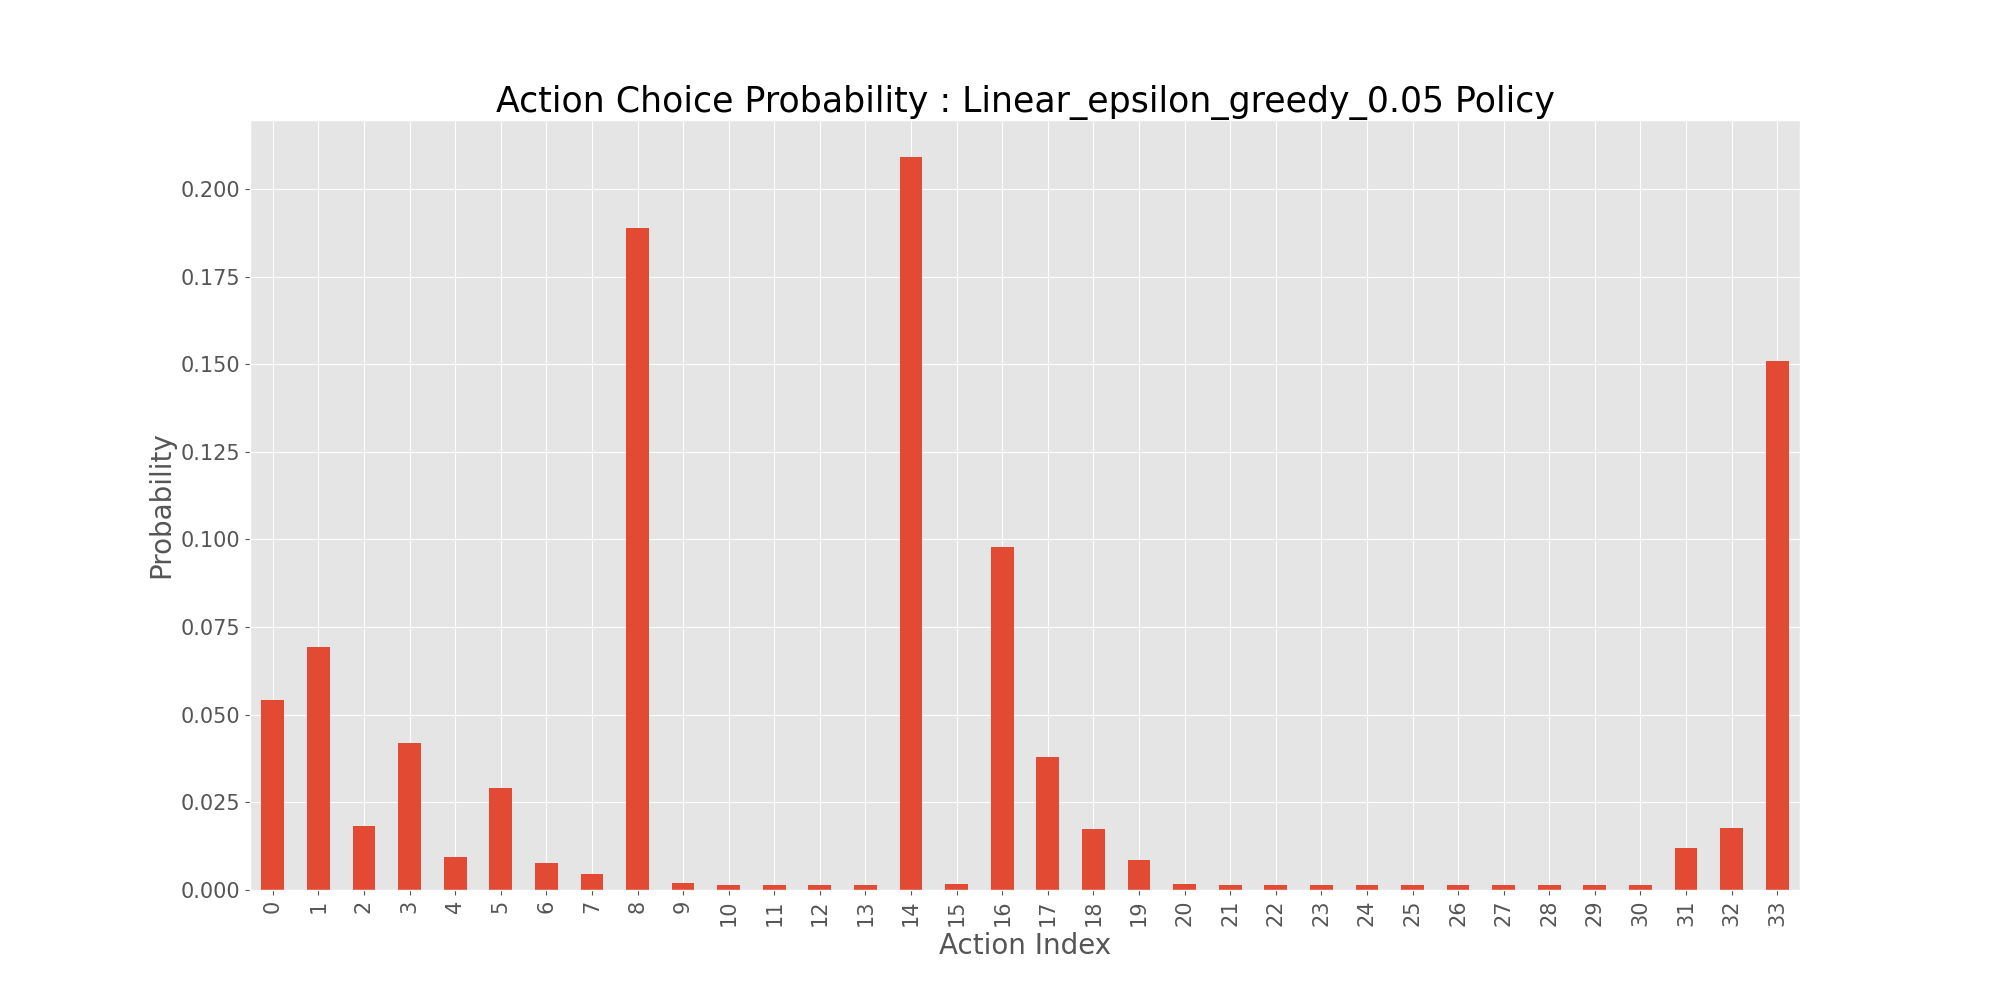 Action Choice Probability : Linear_epsilon_greedy_0.05 Policy
0.200
0.175
0.150
0.125
0.100
0.075
0.050
0.025
0.000
Probability
0 1 2 3 4 5 6 7 8 9 10 11 12 13 14 15 16 17 18 19 20 21 22 23 24 25 26 27 28 29 30 31 32 33
Action Index